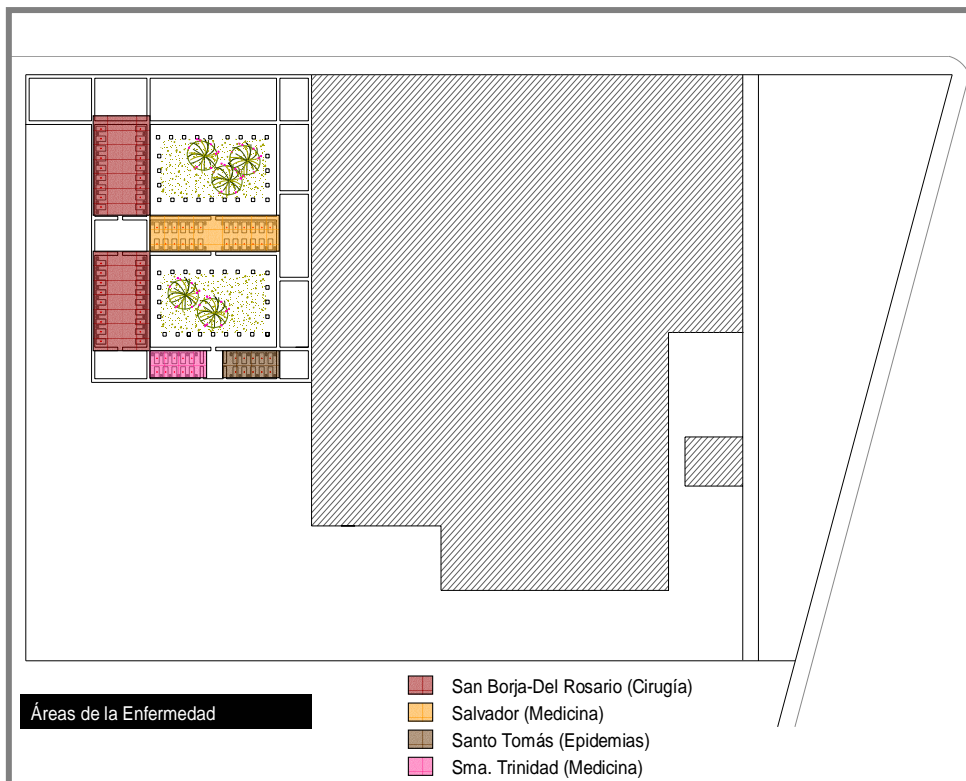 Áreas de la Enfermedad
San Borja-Del Rosario (Cirugía)
Salvador (Medicina)
Santo Tomás (Epidemias)
Sma. Trinidad (Medicina)